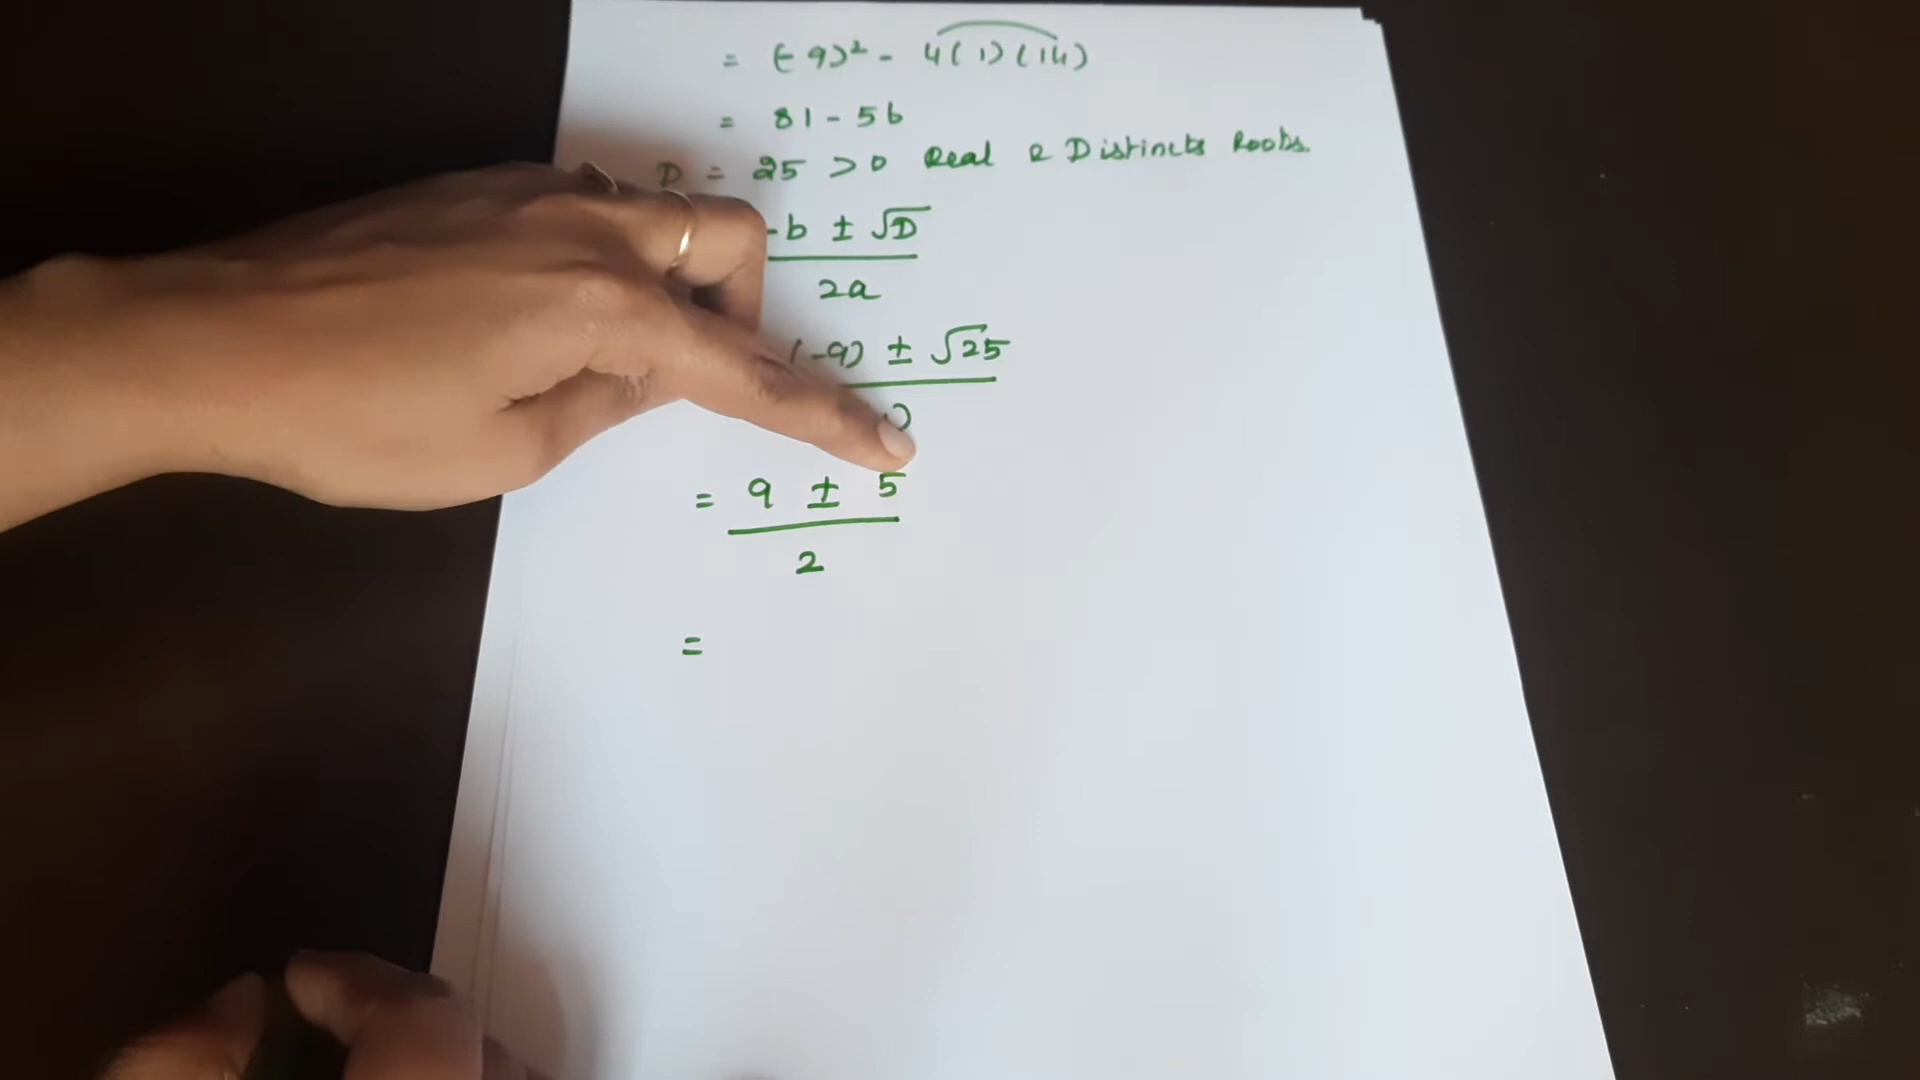 = (-9)² - 4(1)(14)
= 81 - 56
D = 25 > 0 Real & Distincts Roots.
-b ± √D
2a
(-9) ± √25
)
= 9 ± 5
2
=